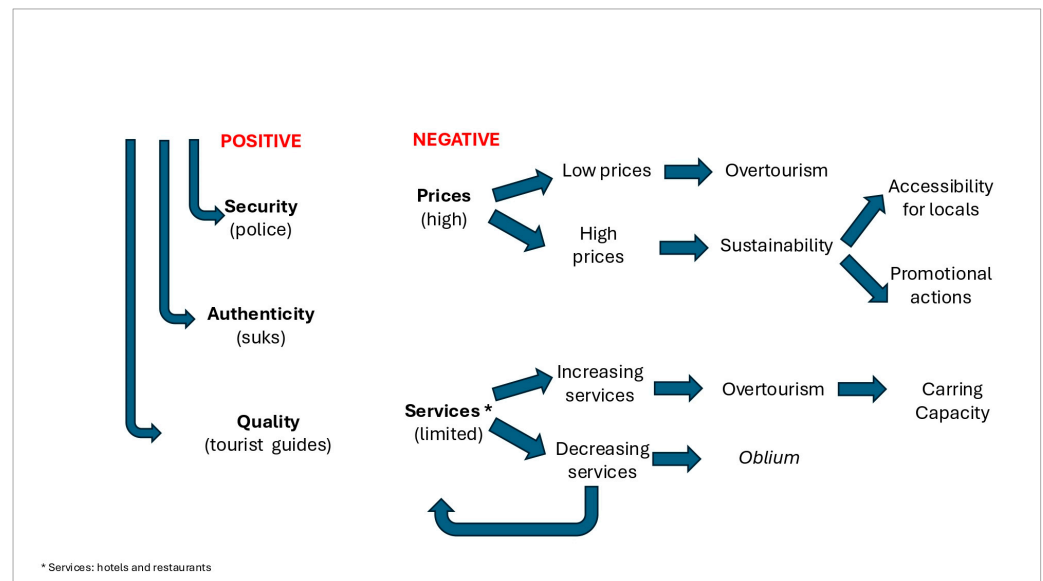 POSITIVE
Security
(police)
Authenticity
(suks)
Quality
(tourist guides)
NEGATIVE
Prices
(high)
Low prices
Overtourism
High
prices
Sustainability
Accessibility
for locals
Promotional
actions
Services *
(limited)
Increasing
services
Overtourism
Carring
Capacity
Decreasing
services
Oblium
* Services: hotels and restaurants